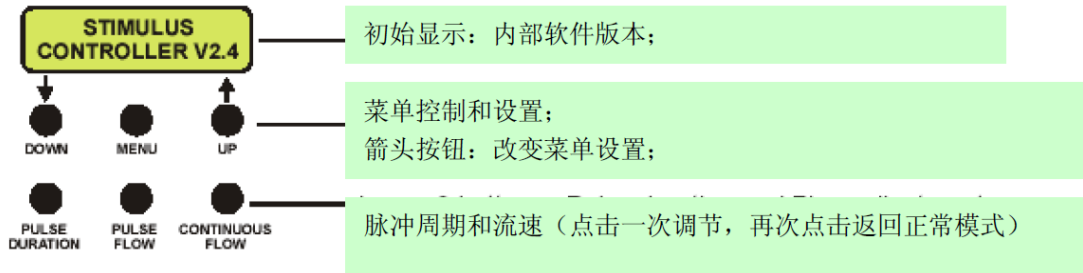 STIMULUS
CONTROLLER V2.4
初始显示：内部软件版本；
DOWN
MENU
UP
菜单控制和设置；
箭头按钮：改变菜单设置；
PULSE
DURATION
PULSE
FLOW
CONTINUOUS
FLOW
脉冲周期和流速（点击一次调节，再次点击返回正常模式）